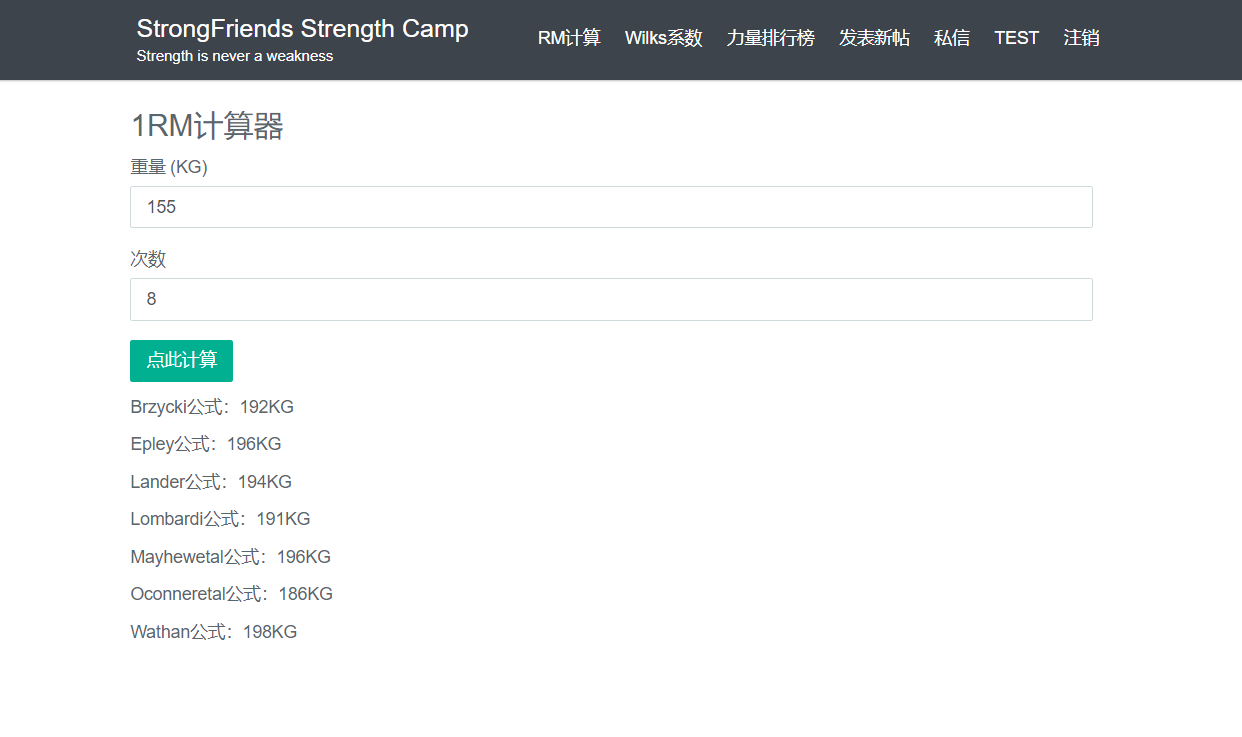 StrongFriends Strength Camp
Strength is never a weakness
RM计算 Wilks系数 力量排行榜 发表新帖 私信 TEST 注销
1RM计算器
重量 (KG)
155
次数
8
点此计算
Brzycki公式：192KG
Epley公式：196KG
Lander公式：194KG
Lombardi公式：191KG
Mayhewetal公式：196KG
Oconneretal公式：186KG
Wathan公式：198KG